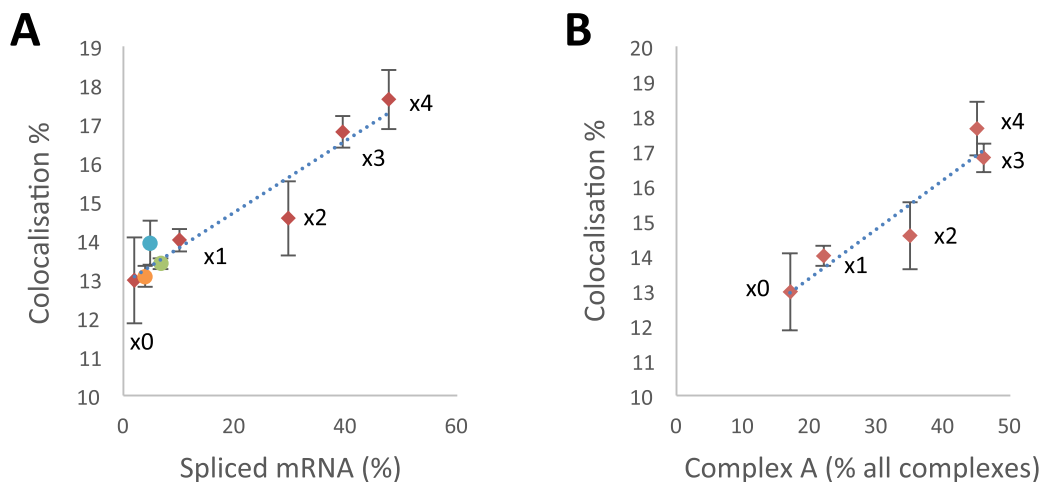 A
Colocalisation %
19
18
17
16
15
14
13
12
11
10
x4
x3
x2
x1
x0
0 20 40 60
Spliced mRNA (%)
B
Colocalisation %
20
19
18
17
16
15
14
13
12
11
10
x4
x3
x2
x1
x0
0 10 20 30 40 50
Complex A (% all complexes)